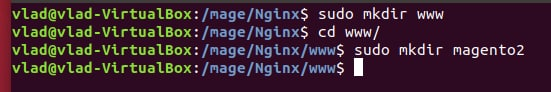 vlad@vlad-VirtualBox:/mage/Nginx$ sudo mkdir www
vlad@vlad-VirtualBox:/mage/Nginx$ cd www/
vlad@vlad-VirtualBox:/mage/Nginx/www$ sudo mkdir magento2
vlad@vlad-VirtualBox:/mage/Nginx/www$